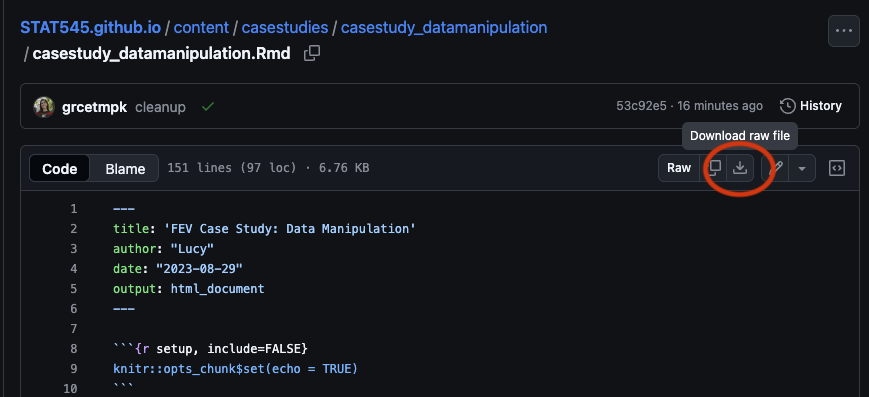 STAT545.github.io / content / casestudies / casestudy_datamanipulation
/ casestudy_datamanipulation.Rmd
grcetmpk cleanup 53c92e5 · 16 minutes ago History
Download raw file
Code Blame 151 lines (97 loc) · 6.76 KB Raw
1 ---
2 title: 'FEV Case Study: Data Manipulation'
3 author: "Lucy"
4 date: "2023-08-29"
5 output: html_document
6 ---
7
8 ```{r setup, include=FALSE}
9 knitr::opts_chunk$set(echo = TRUE)
10 ```